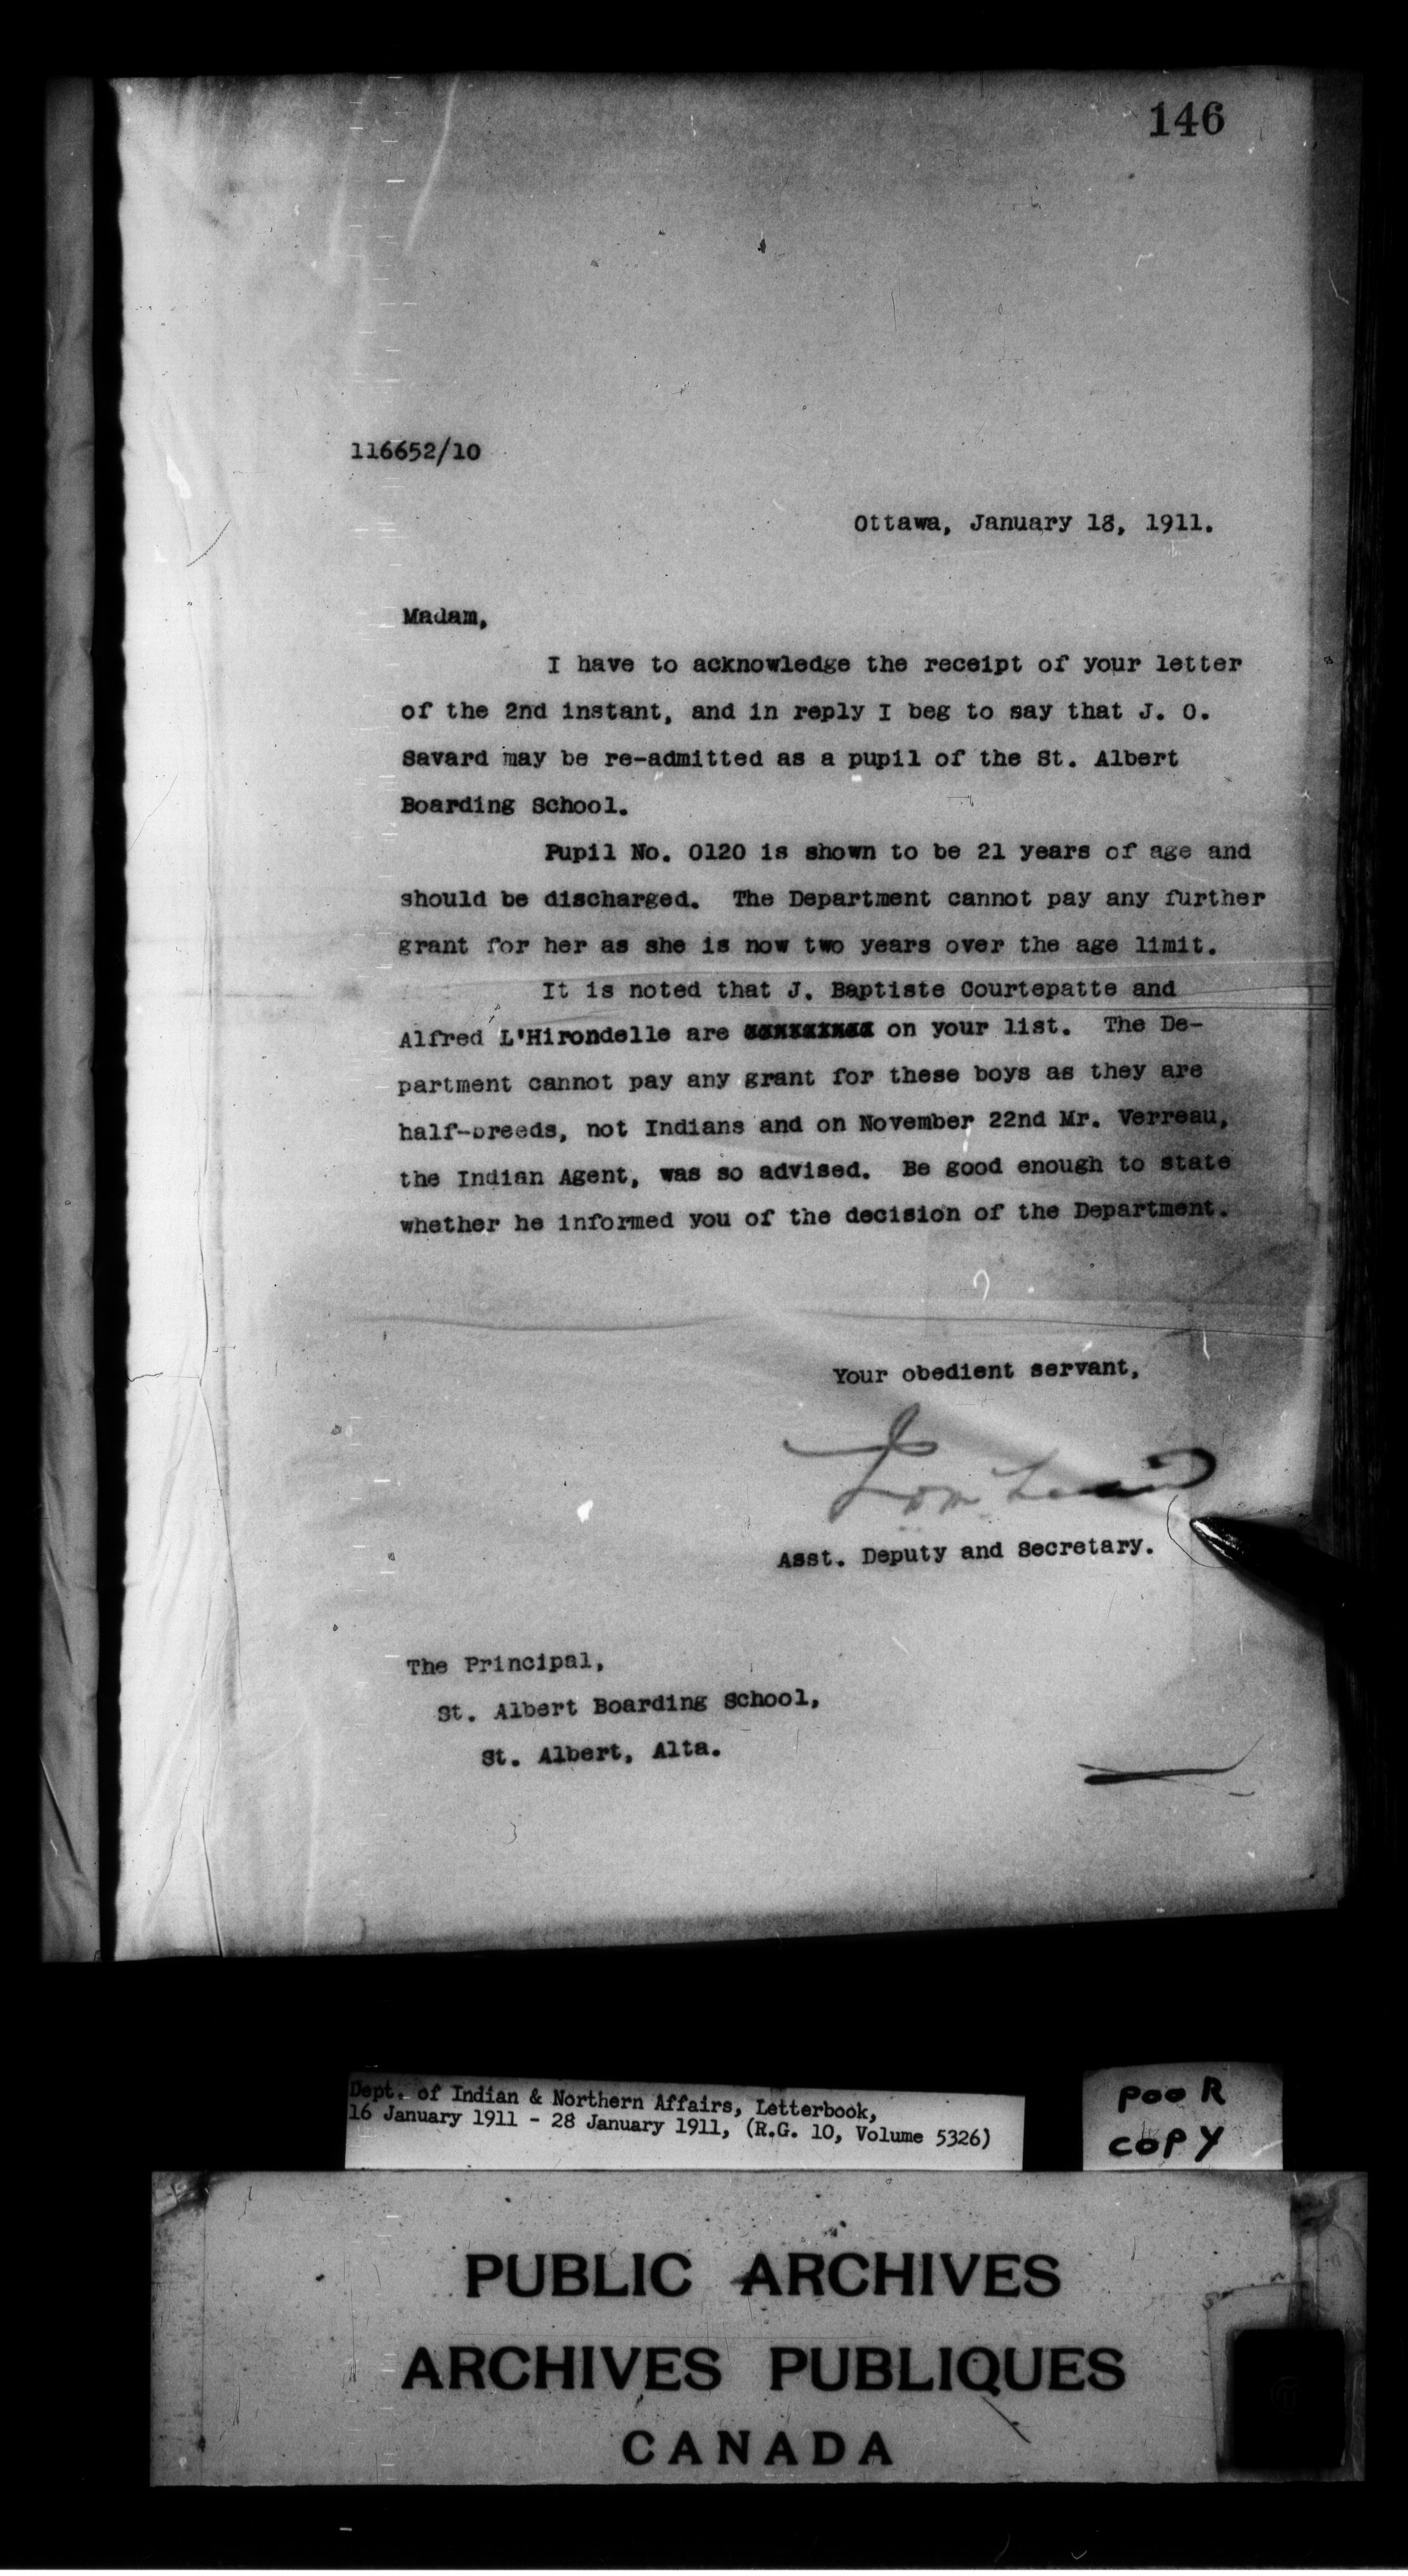 146
116652/10
Ottawa, January 18, 1911.
Madam,
I have to acknowledge the receipt of your letter
of the 2nd instant, and in reply I beg to say that J. O.
Savard may be re-admitted as a pupil of the St. Albert
Boarding School.
Pupil No. 0120 is shown to be 21 years of age and
should be discharged. The Department cannot pay any further
grant for her as she is now two years over the age limit.
It is noted that J. Baptiste Courtepatte and
Alfred L'Hirondelle are on your list. The De-
partment cannot pay any grant for these boys as they are
half-breeds, not Indians and on November 22nd Mr. Verreau,
the Indian Agent, was so advised. Be good enough to state
whether he informed you of the decision of the Department.
Your obedient servant,
Asst. Deputy and Secretary.
The Principal,
St. Albert Boarding School,
St. Albert, Alta.
Dept. of Indian & Northern Affairs, Letterbook,
16 January 1911 - 28 January 1911, (R.G. 10, Volume 5326)
POOR
COPY
PUBLIC ARCHIVES
ARCHIVES PUBLIQUES
CANADA